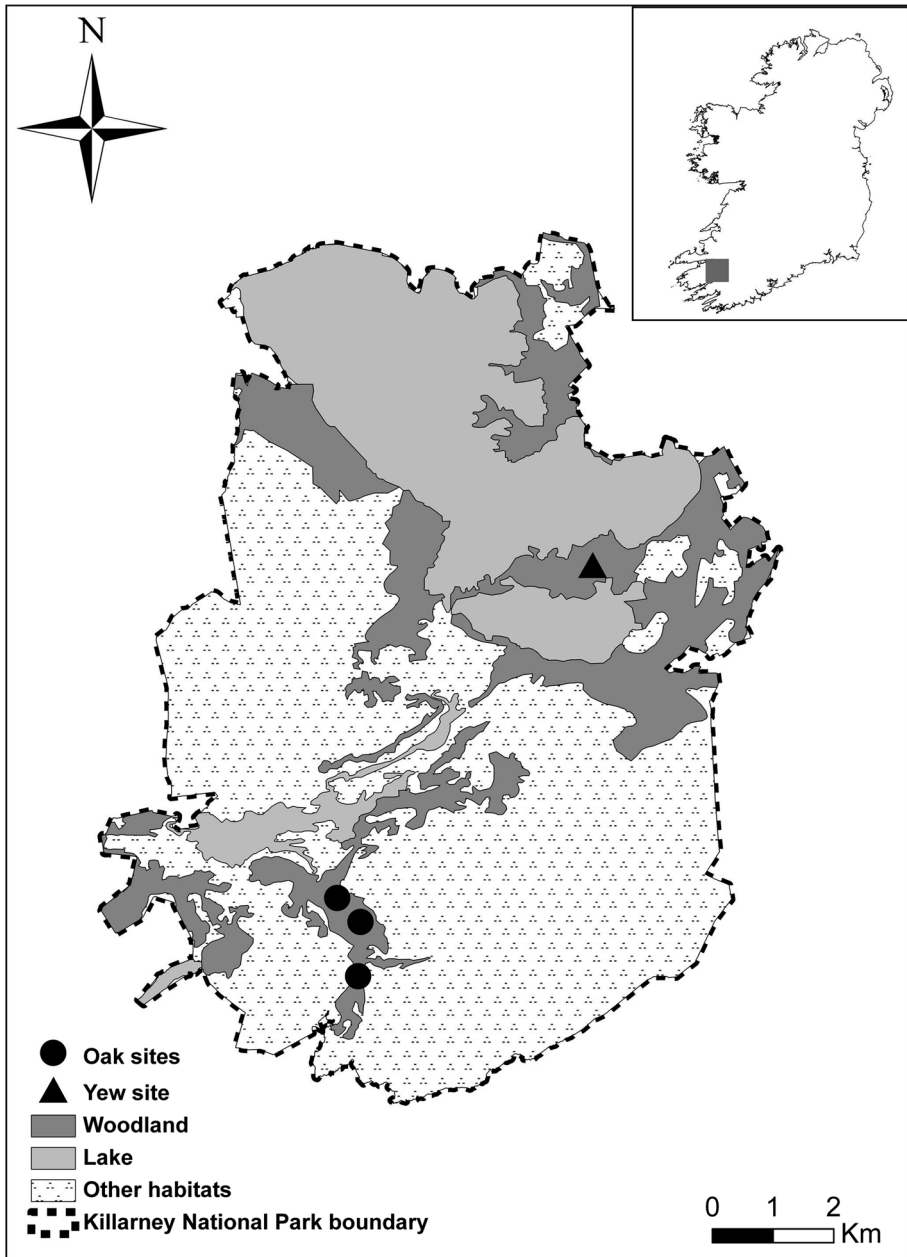 N
Oak sites
Yew site
Woodland
Lake
Other habitats
Killarney National Park boundary
0 1 2
Km